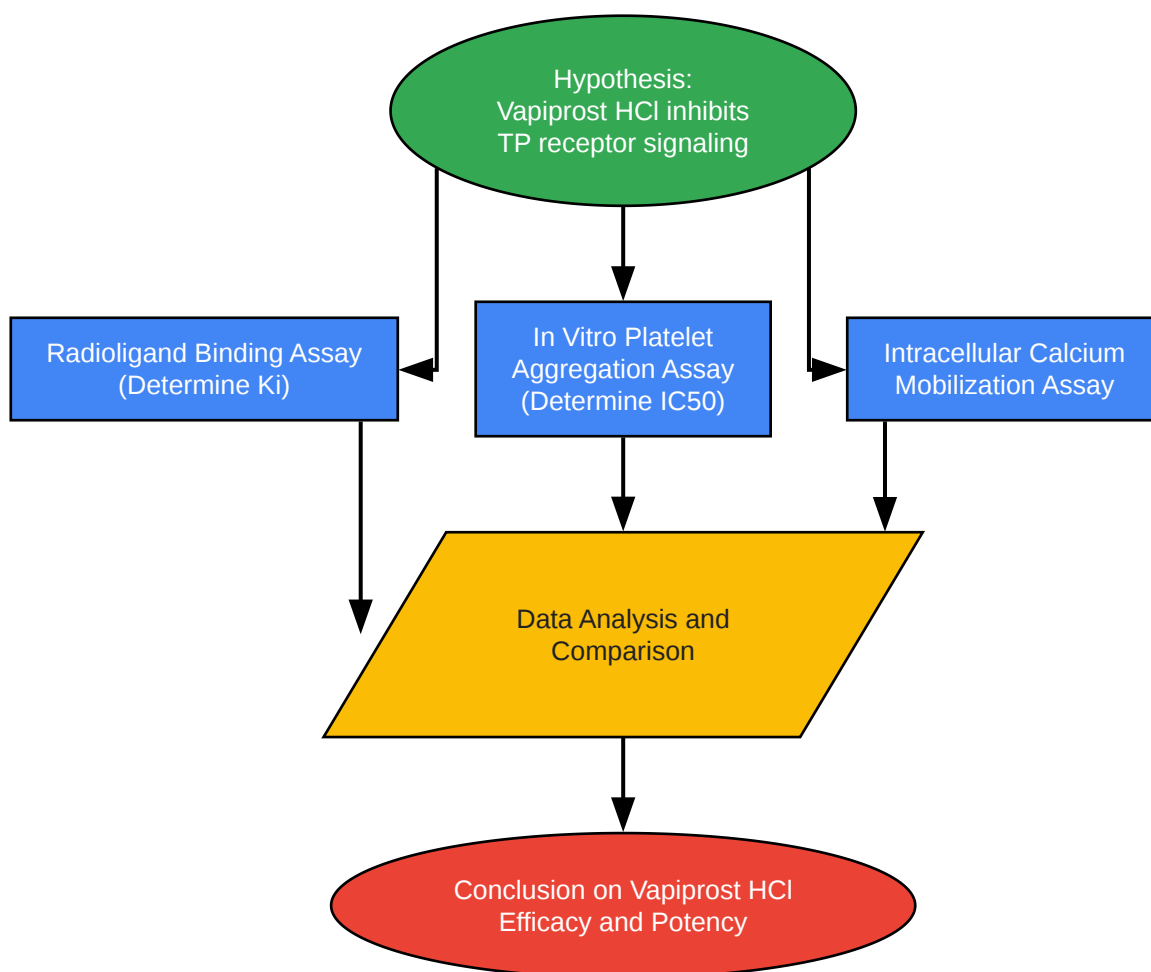 Hypothesis:
Vapiprost HCl inhibits
TP receptor signaling
Radioligand Binding Assay
(Determine Ki)
In Vitro Platelet
Aggregation Assay
(Determine IC50)
Intracellular Calcium
Mobilization Assay
Data Analysis and
Comparison
Conclusion on Vapiprost HCl
Efficacy and Potency